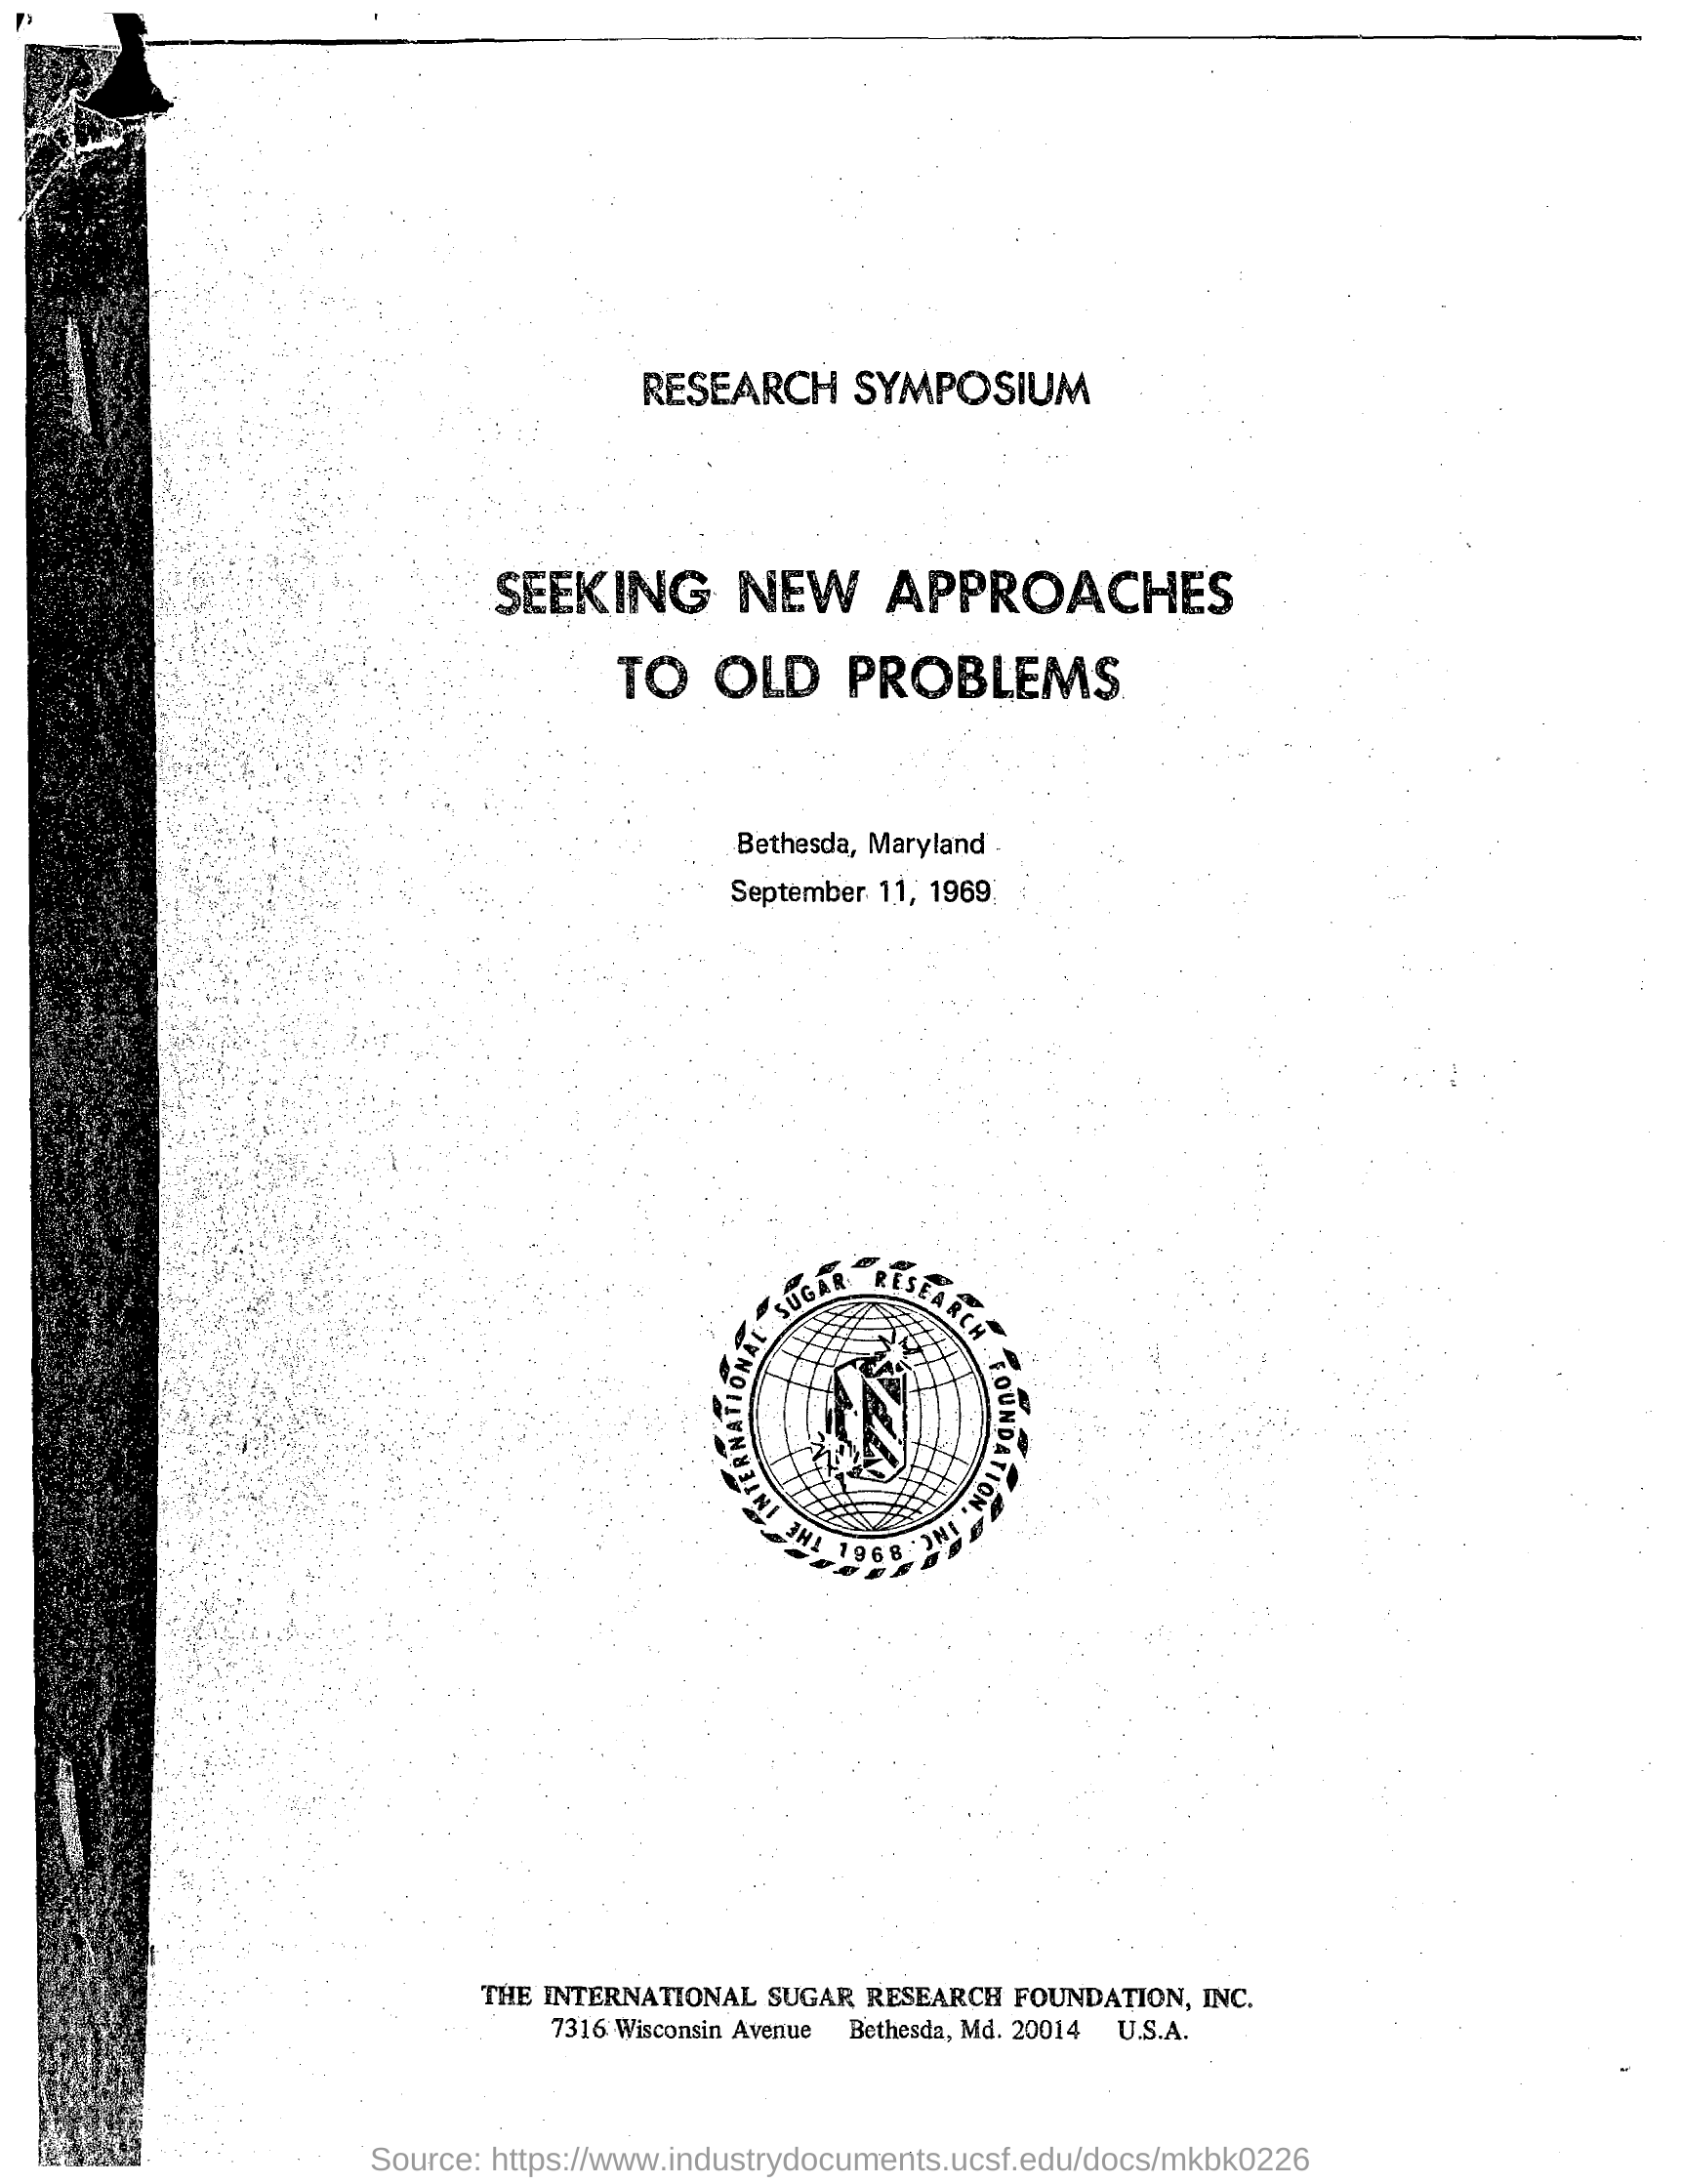 RESEARCH SYMPOSIUM
SEEKING NEW APPROACHES
TO OLD PROBLEMS
Bethesda, Maryland
September 11, 1969
THE INTERNATIONAL SUGAR RESEARCH FOUNDATION, INC.
1968
THE INTERNATIONAL SUGAR RESEARCH FOUNDATION, INC.
7316 Wisconsin Avenue Bethesda, Md. 20014 U.S.A.
Source: https://www.industrydocuments.ucsf.edu/docs/mkbk0226